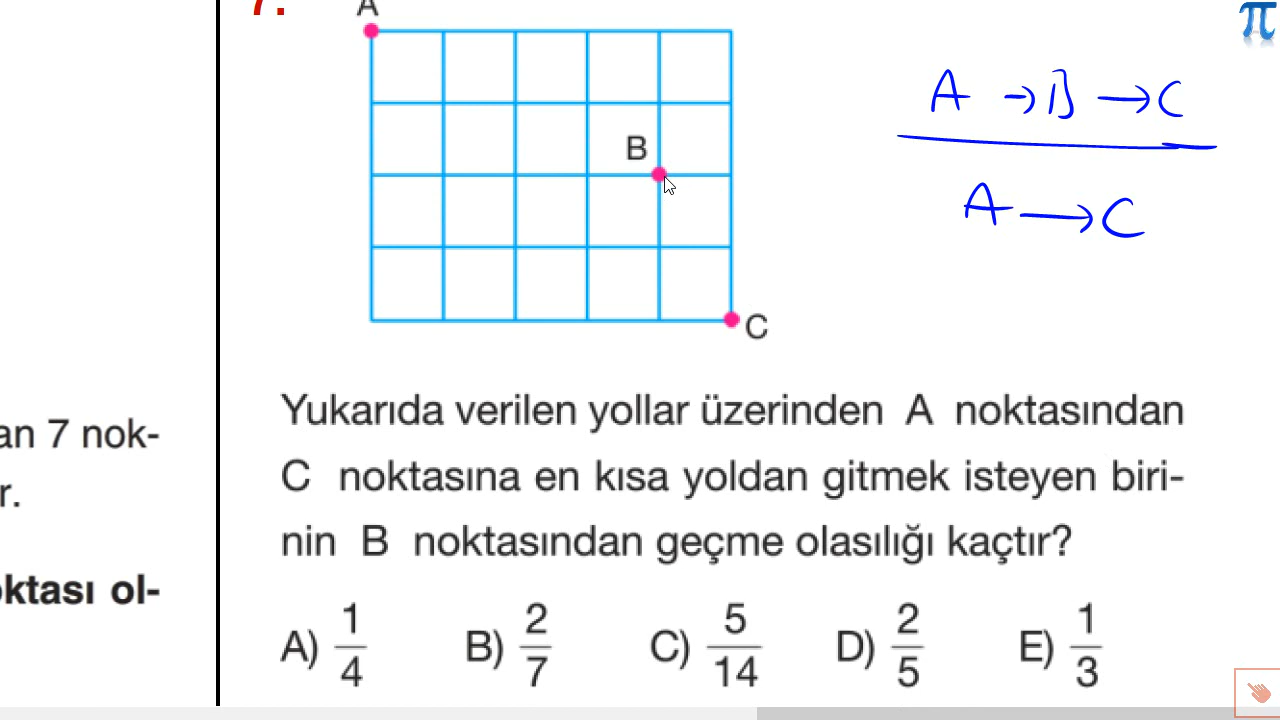 7.
A
π
A → B → C
B
A → C
C
Yukarıda verilen yollar üzerinden A noktasından
an 7 nok-
C noktasına en kısa yoldan gitmek isteyen biri-
r.
nin B noktasından geçme olasılığı kaçtır?
oktası ol-
A) 1/4 B) 2/7 C) 5/14 D) 2/5 E) 1/3